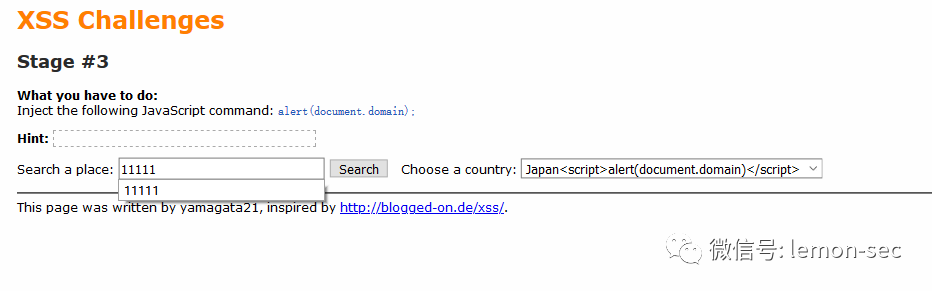 XSS Challenges
Stage #3
What you have to do:
Inject the following JavaScript command: alert(document.domain);
Hint:
Search a place: 11111 Search Choose a country: Japan<script>alert(document.domain)</script>
11111
This page was written by yamagata21, inspired by http://blogged-on.de/xss/.
微信号: lemon-sec